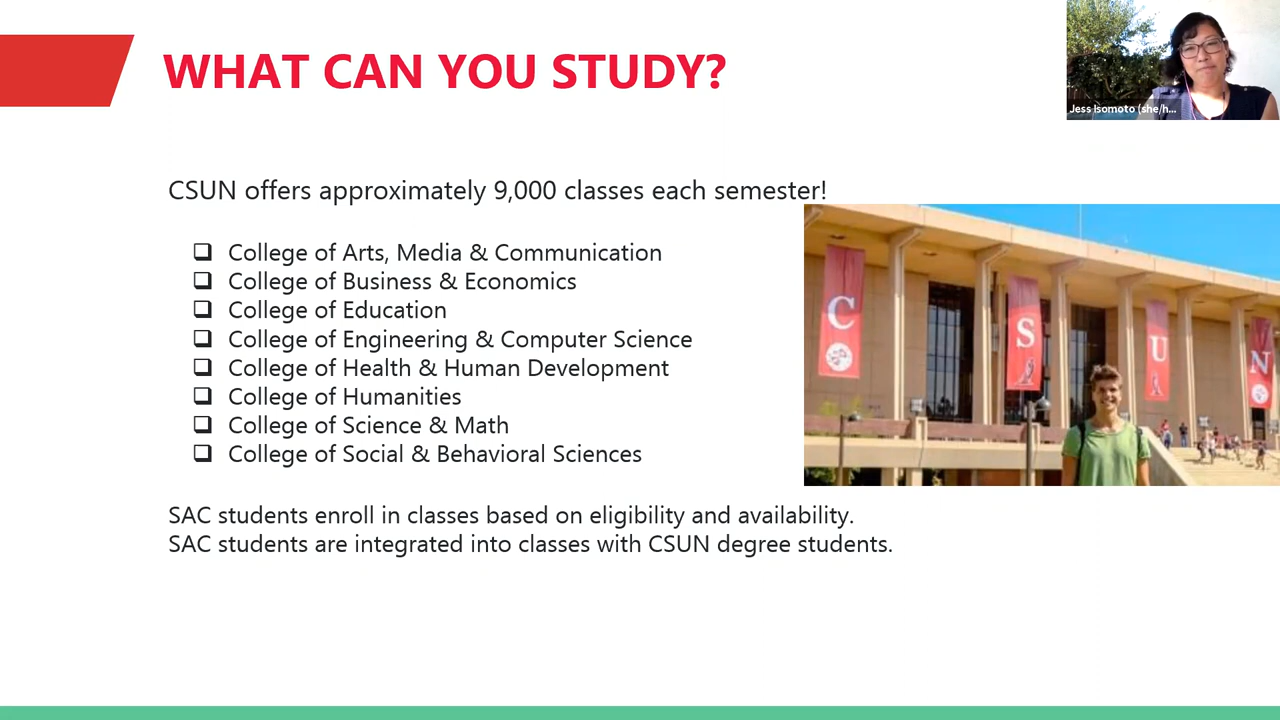 WHAT CAN YOU STUDY?
Jess Isomoto (she/h...
CSUN offers approximately 9,000 classes each semester!
❑ College of Arts, Media & Communication
❑ College of Business & Economics
❑ College of Education
❑ College of Engineering & Computer Science
❑ College of Health & Human Development
❑ College of Humanities
❑ College of Science & Math
❑ College of Social & Behavioral Sciences
C S U N
SAC students enroll in classes based on eligibility and availability.
SAC students are integrated into classes with CSUN degree students.